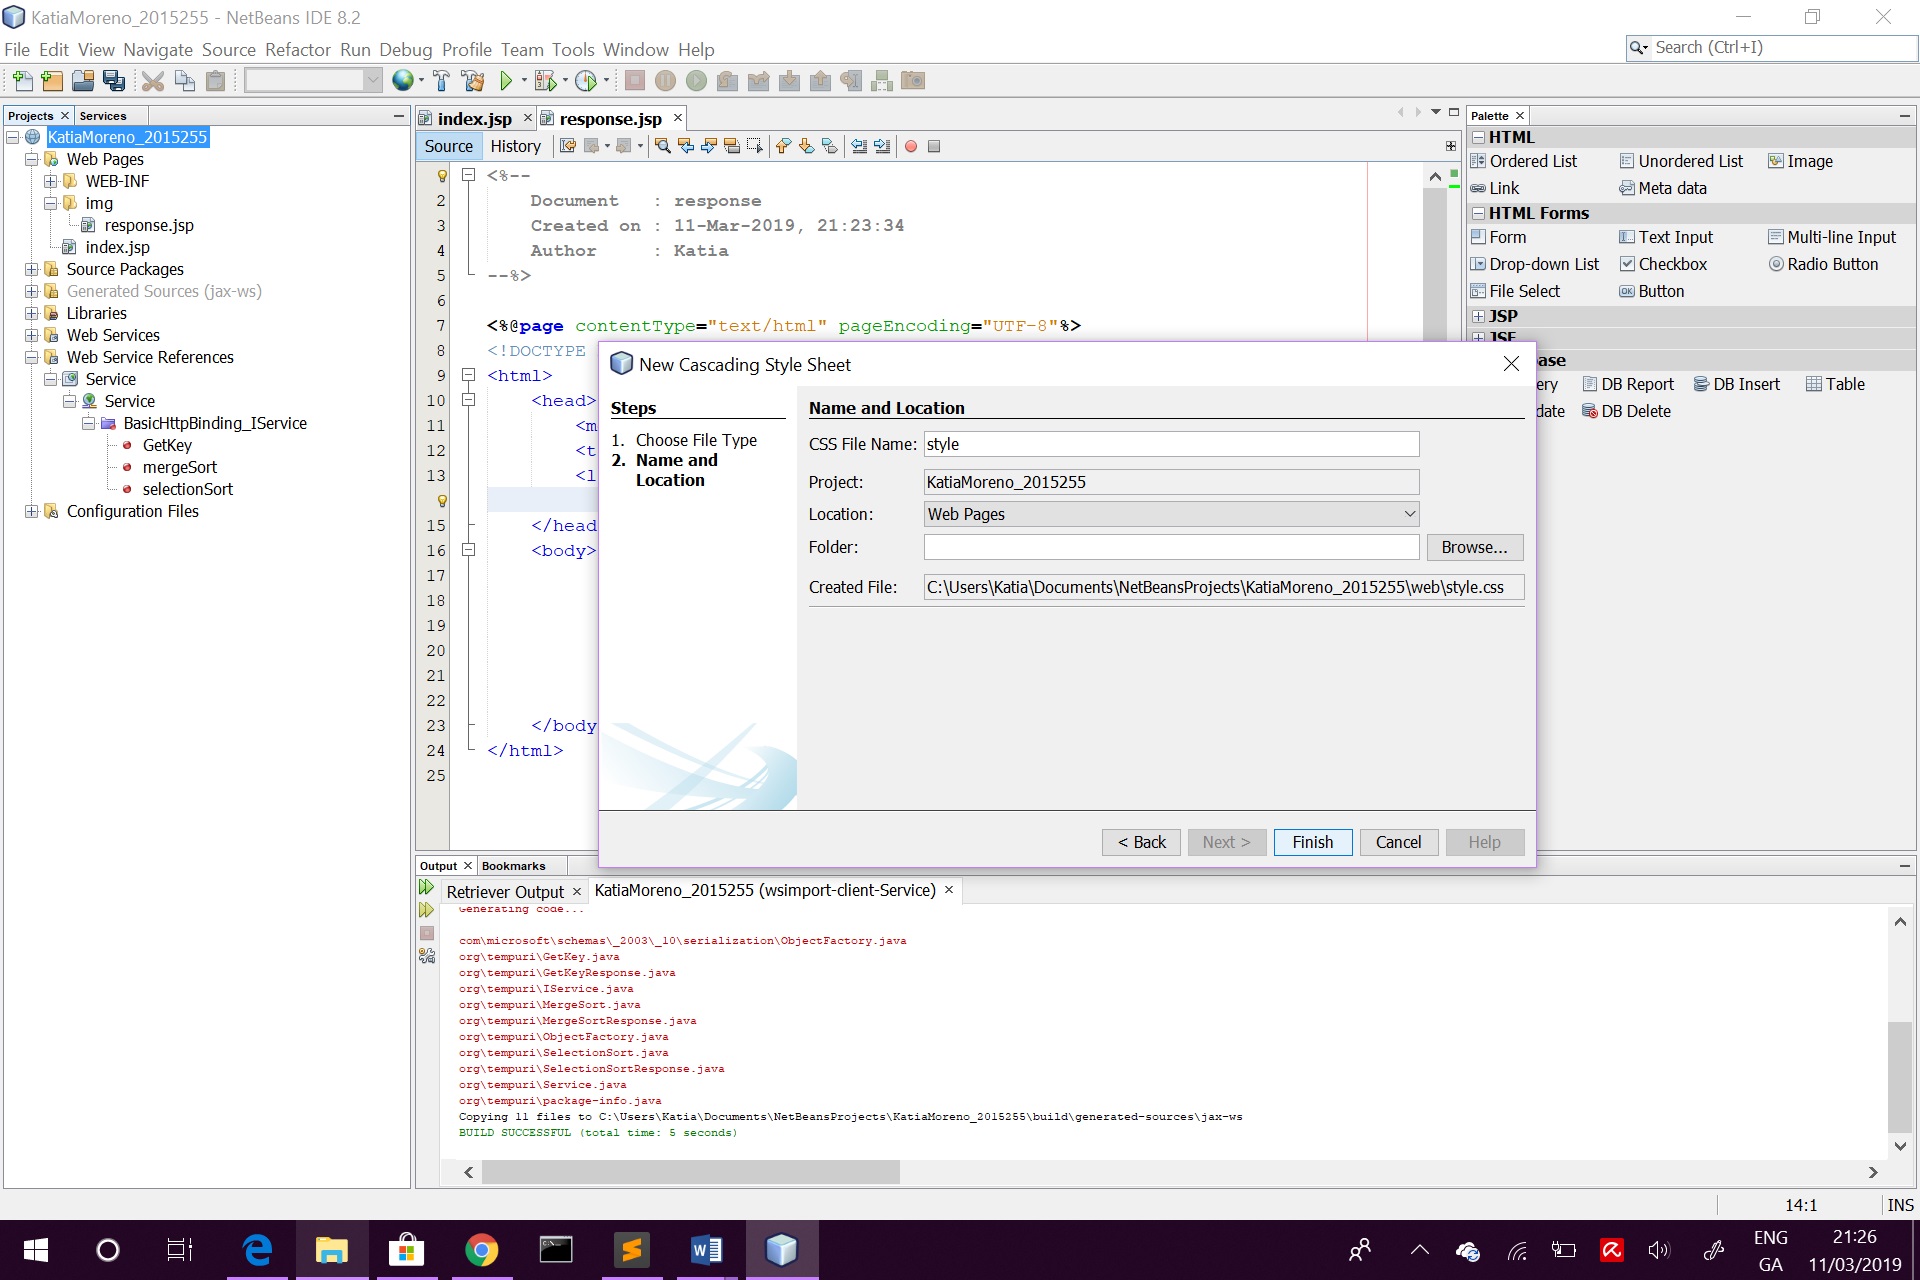 KatiaMoreno_2015255 - NetBeans IDE 8.2
File Edit View Navigate Source Refactor Run Debug Profile Team Tools Window Help
Search (Ctrl+I)
Projects Services
KatiaMoreno_2015255
Web Pages
WEB-INF
img
response.jsp
index.jsp
Source Packages
Generated Sources (jax-ws)
Libraries
Web Services
Web Service References
Service
Service
BasicHttpBinding_IService
GetKey
mergeSort
selectionSort
Configuration Files
index.jsp response.jsp
Source History
<%--
2 Document : response
3 Created on : 11-Mar-2019, 21:23:34
4 Author : Katia
5 --%>
6
7 <%@page contentType="text/html" pageEncoding="UTF-8"%>
8 <!DOCTYPE
9 <html>
10 <head>
11 <m
12 <t
13 <l
15 </head
16 <body>
17
18
19
20
21
22
23 </body
24 </html>
25
New Cascading Style Sheet
Steps
1. Choose File Type
2. Name and
Location
Name and Location
CSS File Name: style
Project: KatiaMoreno_2015255
Location: Web Pages
Folder: Browse...
Created File: C:\Users\Katia\Documents\NetBeansProjects\KatiaMoreno_2015255\web\style.css
< Back Next > Finish Cancel Help
Palette
HTML
Ordered List Unordered List Image
Link Meta data
HTML Forms
Form Text Input Multi-line Input
Drop-down List Checkbox Radio Button
File Select Button
JSP
JSF
base
ery DB Report DB Insert Table
date DB Delete
Output Bookmarks
Retriever Output KatiaMoreno_2015255 (wsimport-client-Service)
Generating code...
com\microsoft\schemas\_2003\_10\serialization\ObjectFactory.java
org\tempuri\GetKey.java
org\tempuri\GetKeyResponse.java
org\tempuri\IService.java
org\tempuri\MergeSort.java
org\tempuri\MergeSortResponse.java
org\tempuri\ObjectFactory.java
org\tempuri\SelectionSort.java
org\tempuri\SelectionSortResponse.java
org\tempuri\Service.java
org\tempuri\package-info.java
Copying 11 files to C:\Users\Katia\Documents\NetBeansProjects\KatiaMoreno_2015255\build\generated-sources\jax-ws
BUILD SUCCESSFUL (total time: 5 seconds)
14:1 INS
ENG
GA
21:26
11/03/2019